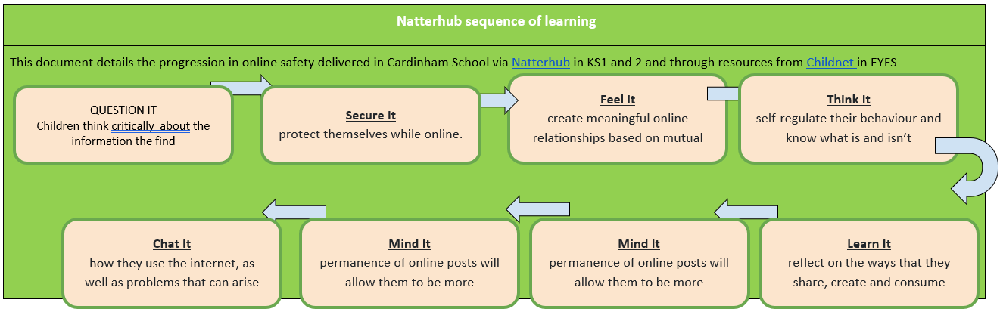 Natterhub sequence of learning
This document details the progression in online safety delivered in Cardinham School via Natterhub in KS1 and 2 and through resources from Childnet in EYFS
QUESTION IT
Children think critically  about the
information the find
Secure It
protect themselves while online.
Feel it
create meaningful online
relationships based on mutual
Think It
self-regulate their behaviour and
know what is and isn’t
Chat It
how they use the internet, as
well as problems that can arise
Mind It
permanence of online posts will
allow them to be more
Mind It
permanence of online posts will
allow them to be more
Learn It
reflect on the ways that they
share, create and consume